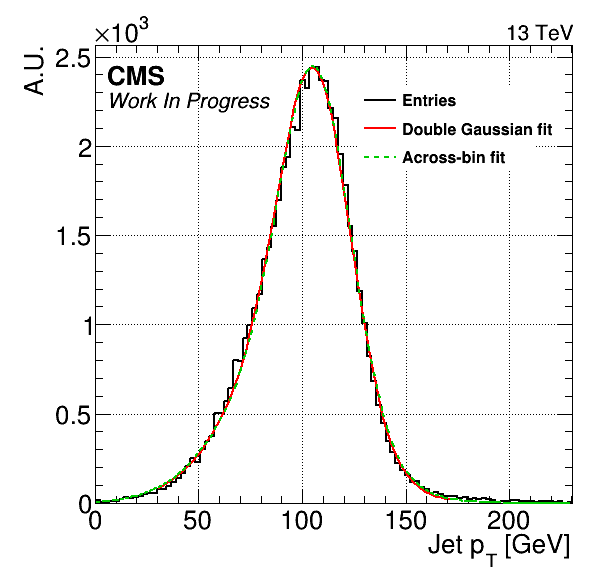 ×10³
13 TeV
A.U.
CMS
Work In Progress
Entries
Double Gaussian fit
Across-bin fit
2.5
2
1.5
1
0.5
0
0 50 100 150 200
Jet p_T [GeV]